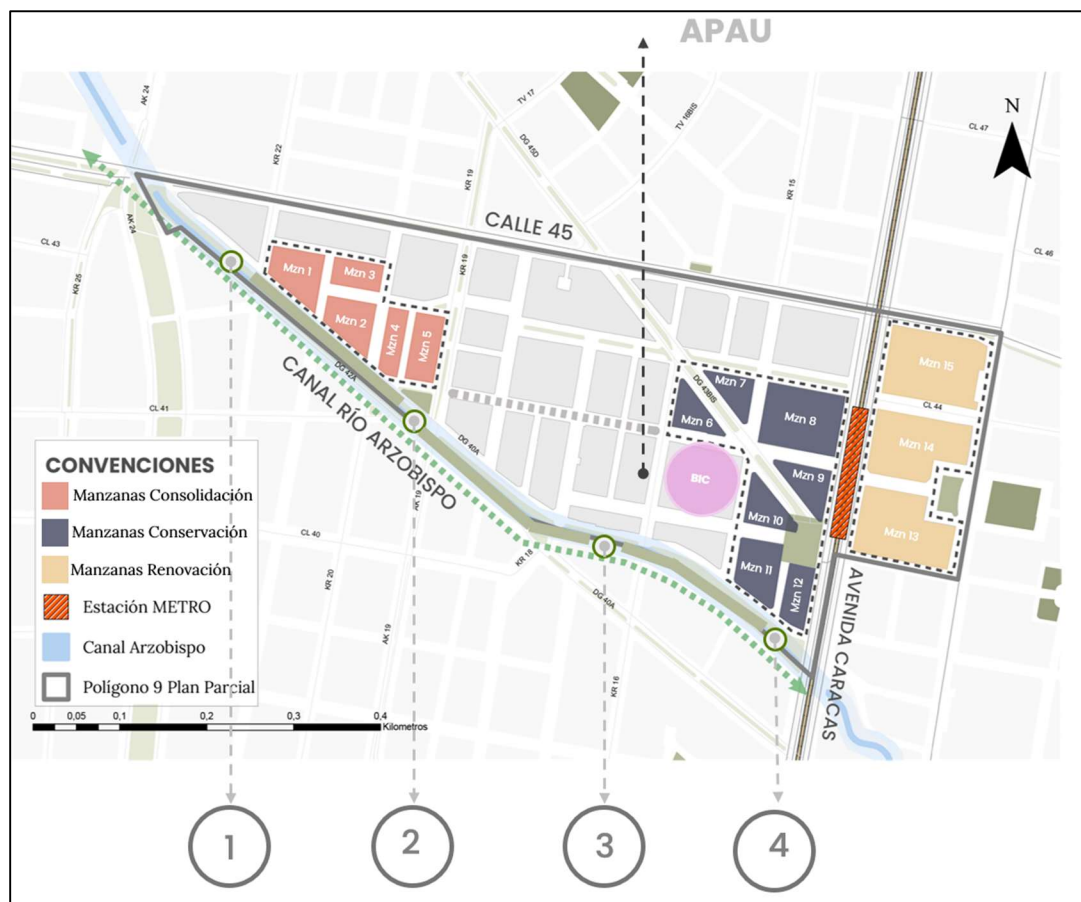 APAU
N
AK 24
TV 17
TV 16BIS
DG 45D
CL 47
KR 22
KR 19
KR 15
CALLE 45
CL 46
AK 24
CL 43
KR 25
KR 19
Mzn 1
Mzn 3
Mzn 2
Mzn 4
Mzn 5
Mzn 15
CL 44
Mzn 7
Mzn 6
Mzn 8
DG 43BIS
Mzn 14
DG 42A
CANAL RÍO ARZOBISPO
CL 41
DG 40A
BIC
Mzn 9
Mzn 10
Mzn 13
Mzn 11
Mzn 12
AK 19
CL 40
KR 18
KR 20
DG 40A
AK 19
KR 16
AVENIDA CARACAS
CONVENCIONES
Manzanas Consolidación
Manzanas Conservación
Manzanas Renovación
Estación METRO
Canal Arzobispo
Polígono 9 Plan Parcial
0 0,05 0,1 0,2 0,3 0,4
Kilometros
1
2
3
4